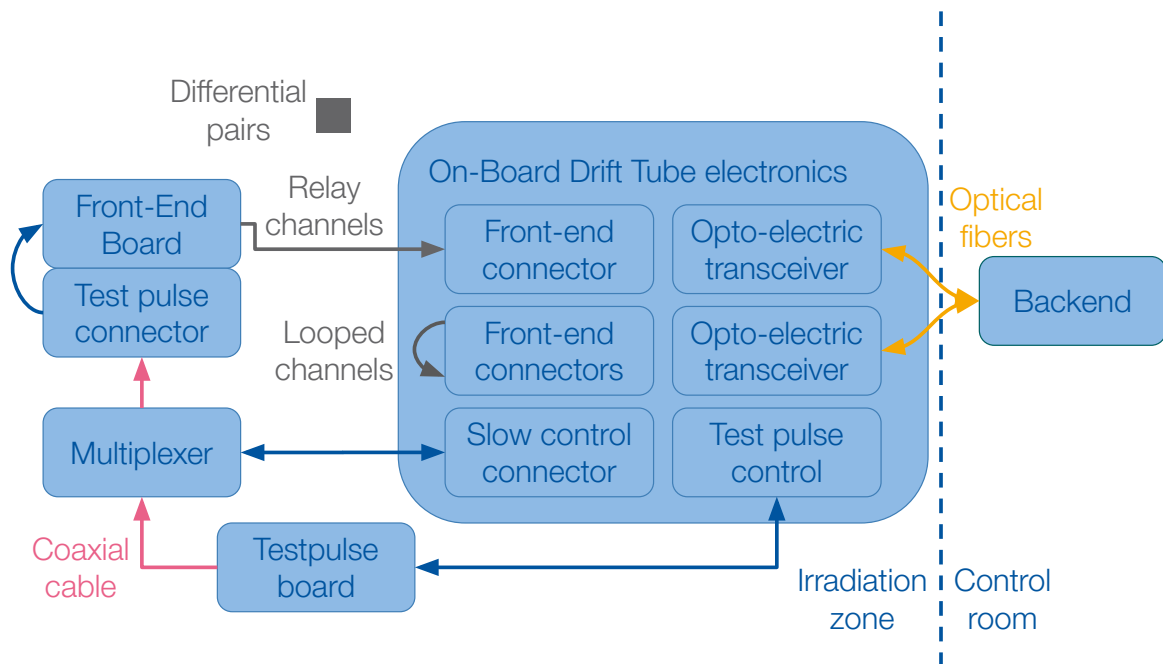 Differential
pairs
On-Board Drift Tube electronics
Front-End
Board
Relay
channels
Front-end
connector
Opto-electric
transceiver
Optical
fibers
Test pulse
connector
Backend
Looped
channels
Front-end
connectors
Opto-electric
transceiver
Multiplexer
Slow control
connector
Test pulse
control
Coaxial
cable
Testpulse
board
Irradiation
zone
Control
room